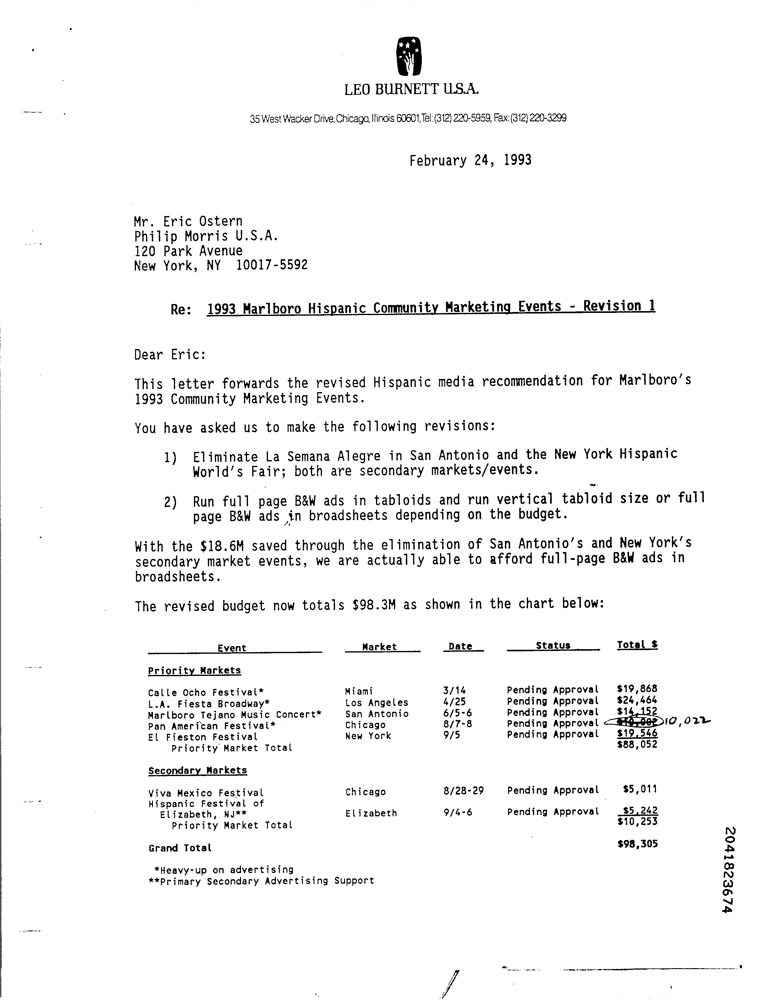 LEO BURNETT U.S.A.
35 West Wacker Drive, Chicago, Illinois 60601, Tel: (312) 220-5959, Fax: (312) 220-3299
February 24, 1993
Mr. Eric Ostern
Philip Morris U.S.A.
120 Park Avenue
New York, NY 10017-5592
Re: 1993 Marlboro Hispanic Community Marketing Events - Revision 1
Dear Eric:
This letter forwards the revised Hispanic media recommendation for Marlboro's
1993 Community Marketing Events.
You have asked us to make the following revisions:
1) Eliminate La Semana Alegre in San Antonio and the New York Hispanic
World's Fair; both are secondary markets/events.
2) Run full page B&W ads in tabloids and run vertical tabloid size or full
page B&W ads in broadsheets depending on the budget.
With the $18.6M saved through the elimination of San Antonio's and New York's
secondary market events, we are actually able to afford full-page B&W ads in
broadsheets.
The revised budget now totals $98.3M as shown in the chart below:
Event Market Date Status Total $
Priority Markets
Calle Ocho Festival* Miami 3/14 Pending Approval $19,868
L.A. Fiesta Broadway* Los Angeles 4/25 Pending Approval $24,464
Marlboro Tejano Music Concert* San Antonio 6/5-6 Pending Approval $14,152
Pan American Festival* Chicago 8/7-8 Pending Approval 10,022
El Fieston Festival New York 9/5 Pending Approval $19,546
Priority Market Total $88,052
Secondary Markets
Viva Mexico Festival Chicago 8/28-29 Pending Approval $5,011
Hispanic Festival of
Elizabeth, NJ** Elizabeth 9/4-6 Pending Approval $5,242
Priority Market Total $10,253
Grand Total $98,305
*Heavy-up on advertising
**Primary Secondary Advertising Support
2041823674